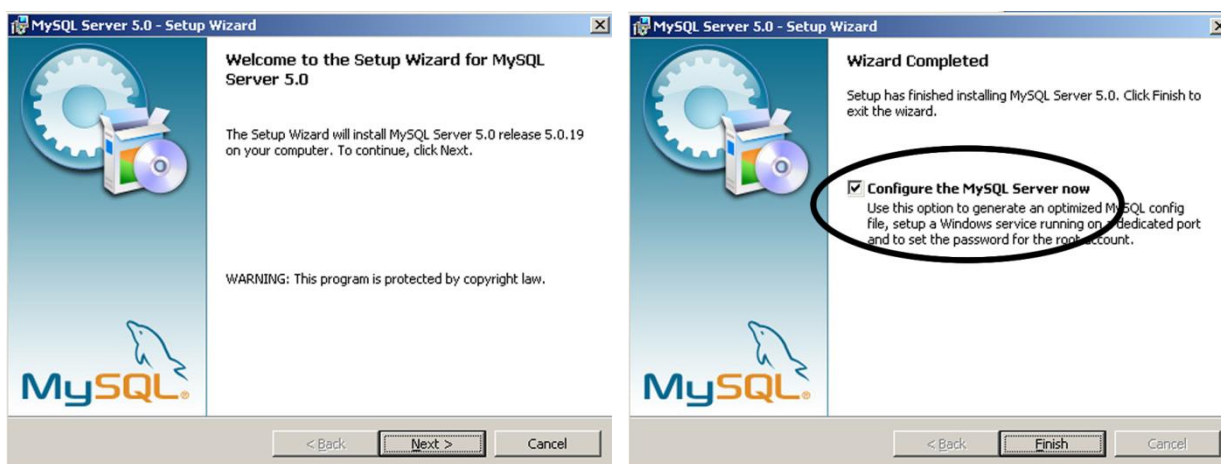 MySQL Server 5.0 - Setup Wizard
Welcome to the Setup Wizard for MySQL
Server 5.0
The Setup Wizard will install MySQL Server 5.0 release 5.0.19
on your computer. To continue, click Next.
WARNING: This program is protected by copyright law.
MySQL®
< Back
Next >
Cancel
MySQL Server 5.0 - Setup Wizard
Wizard Completed
Setup has finished installing MySQL Server 5.0. Click Finish to
exit the wizard.
Configure the MySQL Server now
Use this option to generate an optimized MySQL config
file, setup a Windows service running on a dedicated port
and to set the password for the root account.
MySQL®
< Back
Finish
Cancel